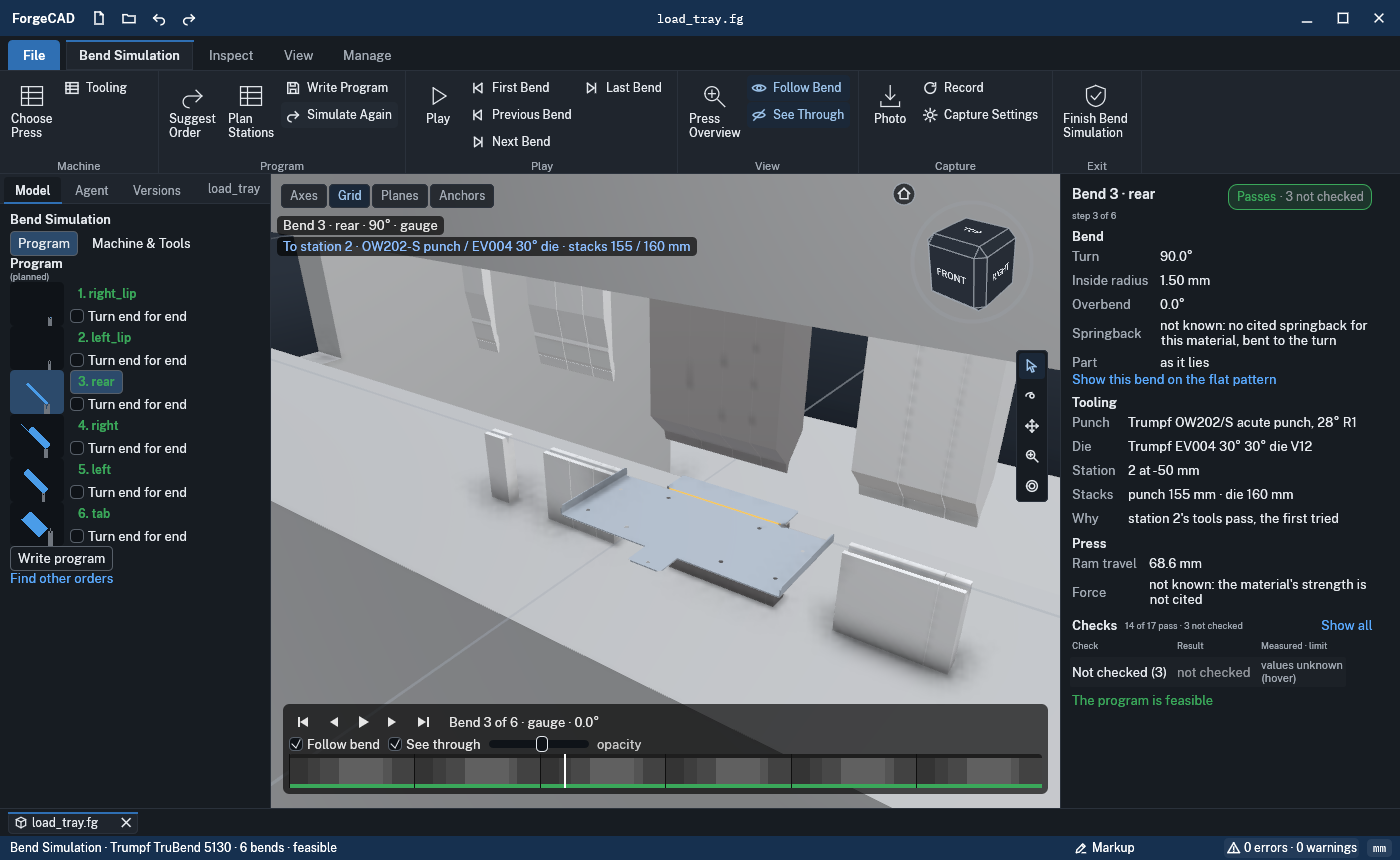 ForgeCAD
load_tray.fg
File
Bend Simulation
Inspect
View
Manage
Choose Press
Tooling
Machine
Suggest Order
Plan Stations
Write Program
Simulate Again
Program
Play
First Bend
Last Bend
Previous Bend
Next Bend
Play
Press Overview
Follow Bend
See Through
View
Photo
Record
Capture Settings
Capture
Finish Bend Simulation
Exit
Model
Agent
Versions
load_tray
Bend Simulation
Program
Machine & Tools
Program
(planned)
1. right_lip
Turn end for end
2. left_lip
Turn end for end
3. rear
Turn end for end
4. right
Turn end for end
5. left
Turn end for end
6. tab
Turn end for end
Write program
Find other orders
Axes
Grid
Planes
Anchors
Bend 3 · rear · 90° · gauge
To station 2 · OW202-S punch / EV004 30° die · stacks 155 / 160 mm
TOP
FRONT
RIGHT
Bend 3 of 6 · gauge · 0.0°
Follow bend
See through
opacity
Bend 3 · rear
Passes · 3 not checked
step 3 of 6
Bend
Turn 90.0°
Inside radius 1.50 mm
Overbend 0.0°
Springback not known: no cited springback for
this material, bent to the turn
Part as it lies
Show this bend on the flat pattern
Tooling
Punch Trumpf OW202/S acute punch, 28° R1
Die Trumpf EV004 30° 30° die V12
Station 2 at -50 mm
Stacks punch 155 mm · die 160 mm
Why station 2's tools pass, the first tried
Press
Ram travel 68.6 mm
Force not known: the material's strength is
not cited
Checks 14 of 17 pass · 3 not checked Show all
Check Result Measured · limit
Not checked (3) not checked values unknown
(hover)
The program is feasible
load_tray.fg
Bend Simulation · Trumpf TruBend 5130 · 6 bends · feasible
Markup
0 errors · 0 warnings
mm